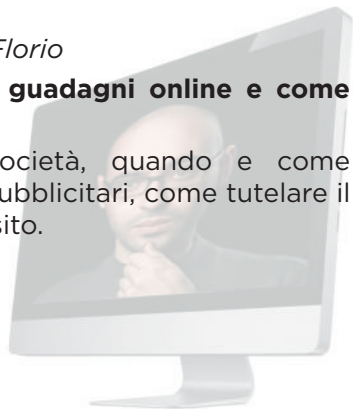 Florio
guadagni online e come
ocietà, quando e come
ubblicitari, come tutelare il
sito.